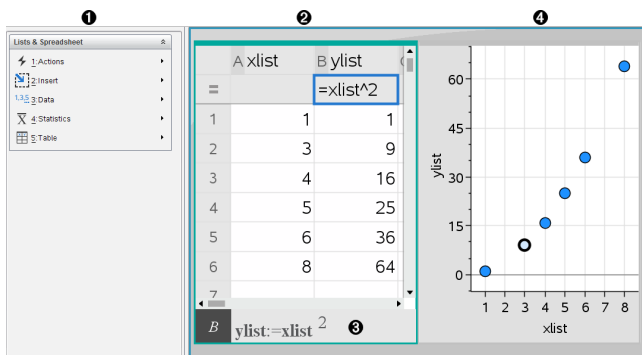 ❶ ❷ ❹
Lists & Spreadsheet
1:Actions
2:Insert
1,3,5 3:Data
X̄ 4:Statistics
5:Table
A xlist B ylist C
= =xlist^2
1 1 1
2 3 9
3 4 16
4 5 25
5 6 36
6 8 64
7
B ylist:=xlist ² ❸
ylist
60
45
30
15
0
1 2 3 4 5 6 7 8
xlist